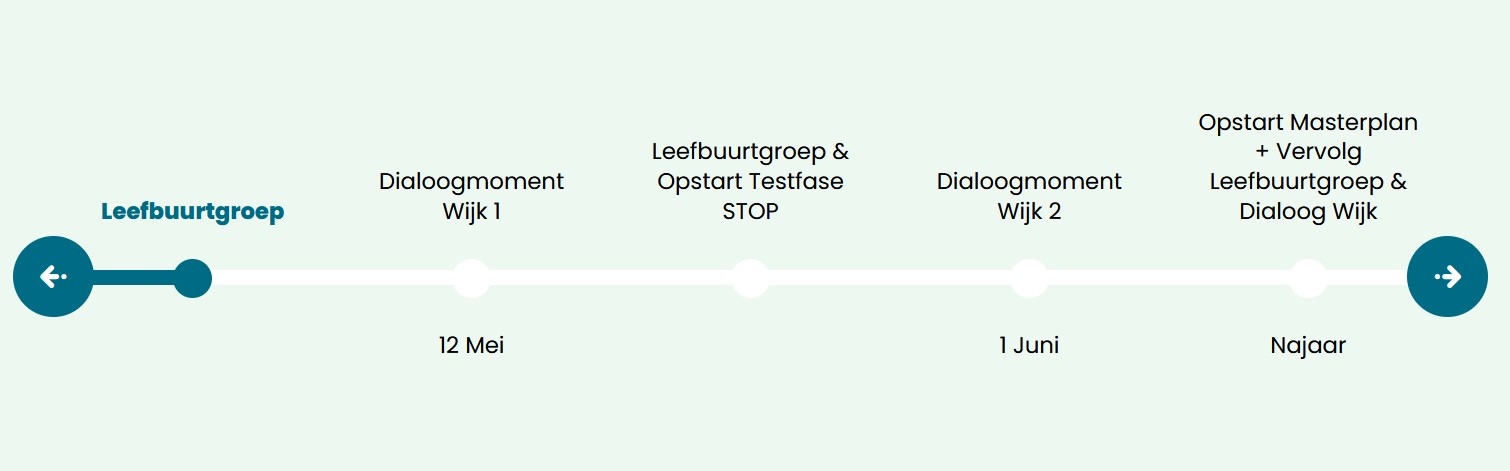 Leefbuurtgroep
Dialoogmoment
Wijk 1
12 Mei
Leefbuurtgroep &
Opstart Testfase
STOP
Dialoogmoment
Wijk 2
1 Juni
Opstart Masterplan
+ Vervolg
Leefbuurtgroep &
Dialoog Wijk
Najaar